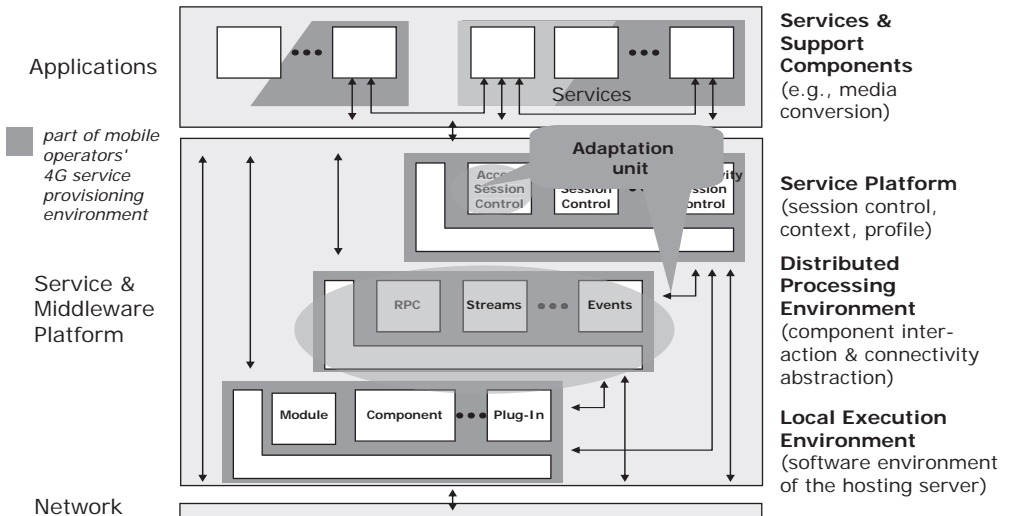 Applications
part of mobile
operators'
4G service
provisioning
environment
Service &
Middleware
Platform
Network
Services
Adaptation
unit
Session
Control
Session
Control
Session
RPC
Streams
Events
Module
Component
Plug-In
Services &
Support
Components
(e.g., media
conversion)
Service Platform
(session control,
context, profile)
Distributed
Processing
Environment
(component inter-
action & connectivity
abstraction)
Local Execution
Environment
(software environment
of the hosting server)